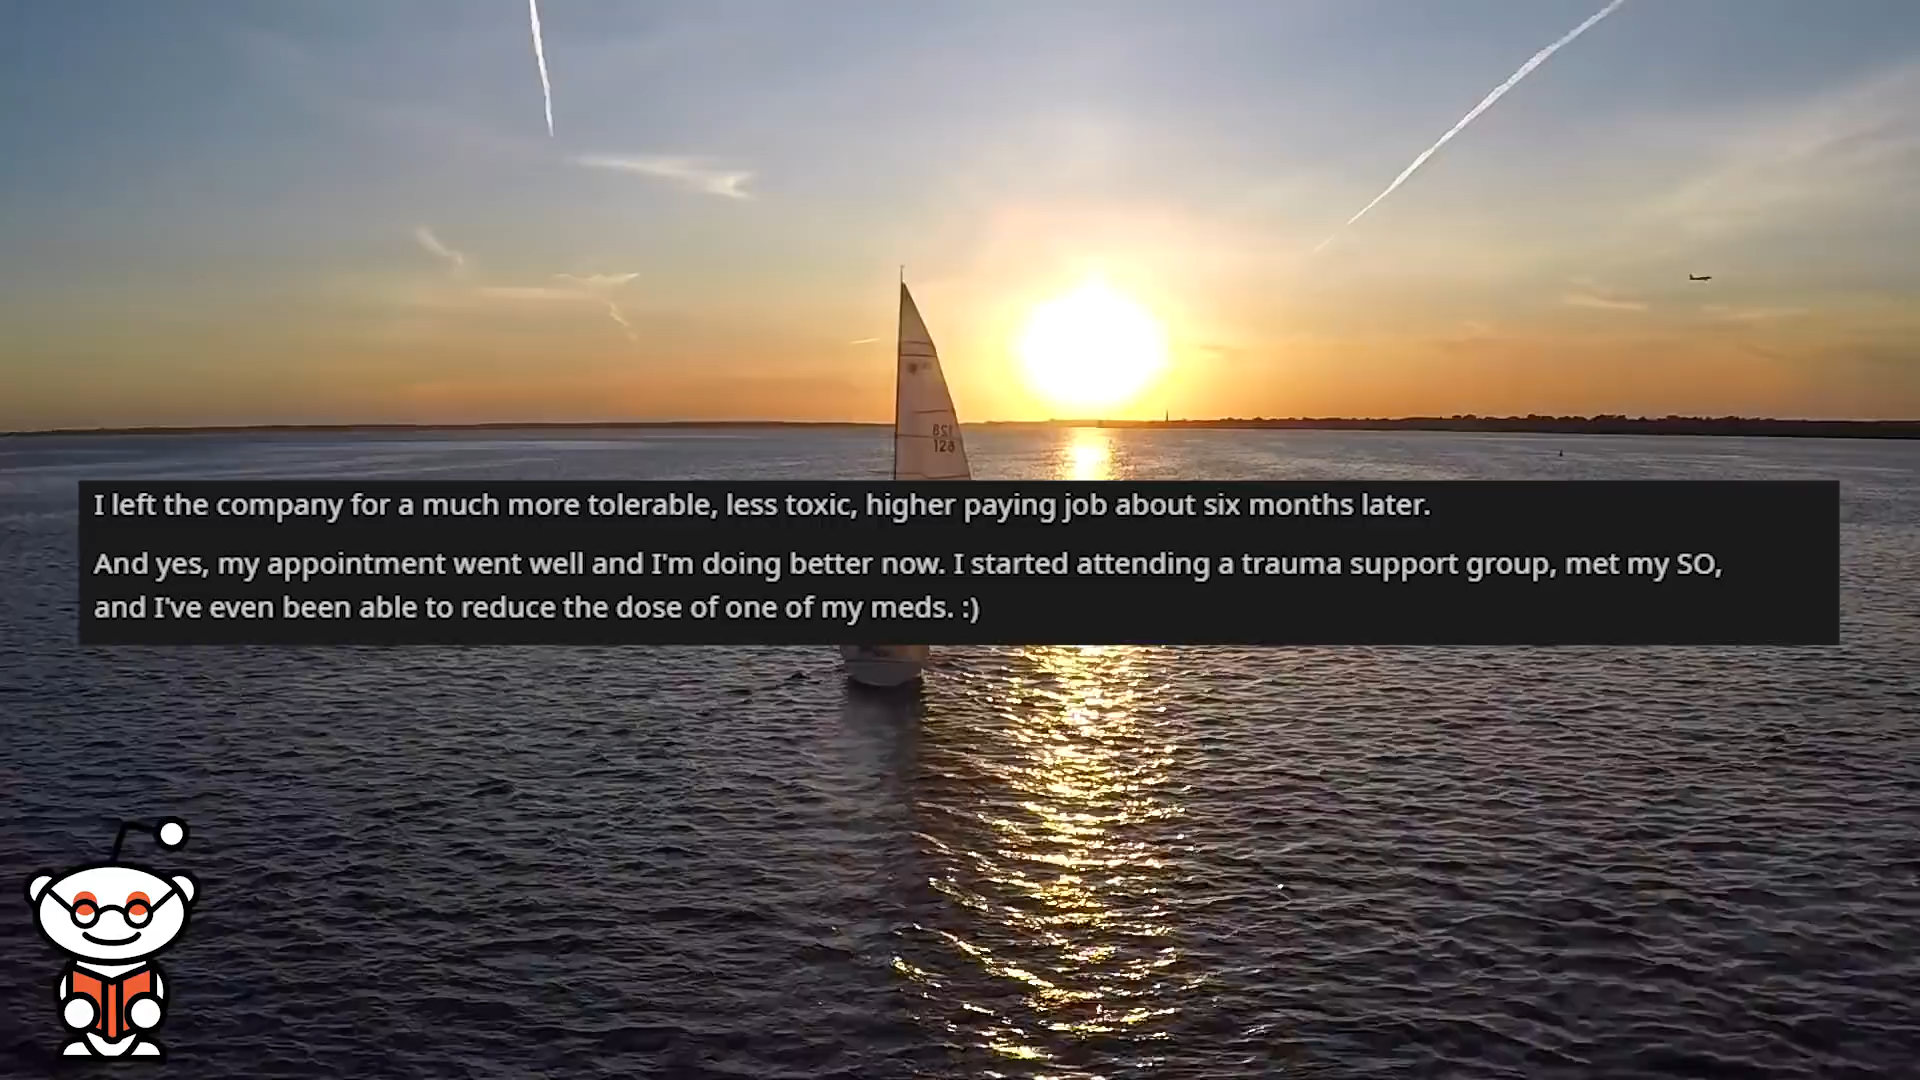 BSI
128
I left the company for a much more tolerable, less toxic, higher paying job about six months later.
And yes, my appointment went well and I'm doing better now. I started attending a trauma support group, met my SO,
and I've even been able to reduce the dose of one of my meds. :)